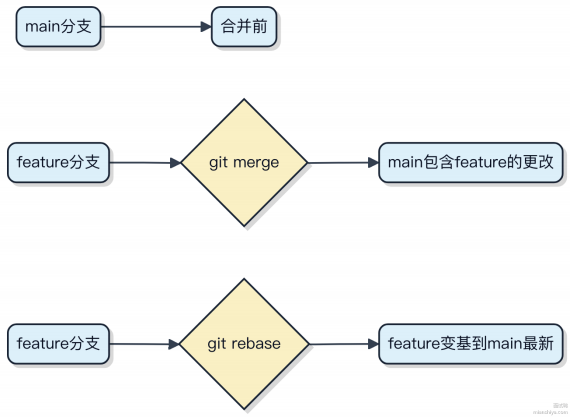 main分支
合并前
feature分支
git merge
main包含feature的更改
feature分支
git rebase
feature变基到main最新